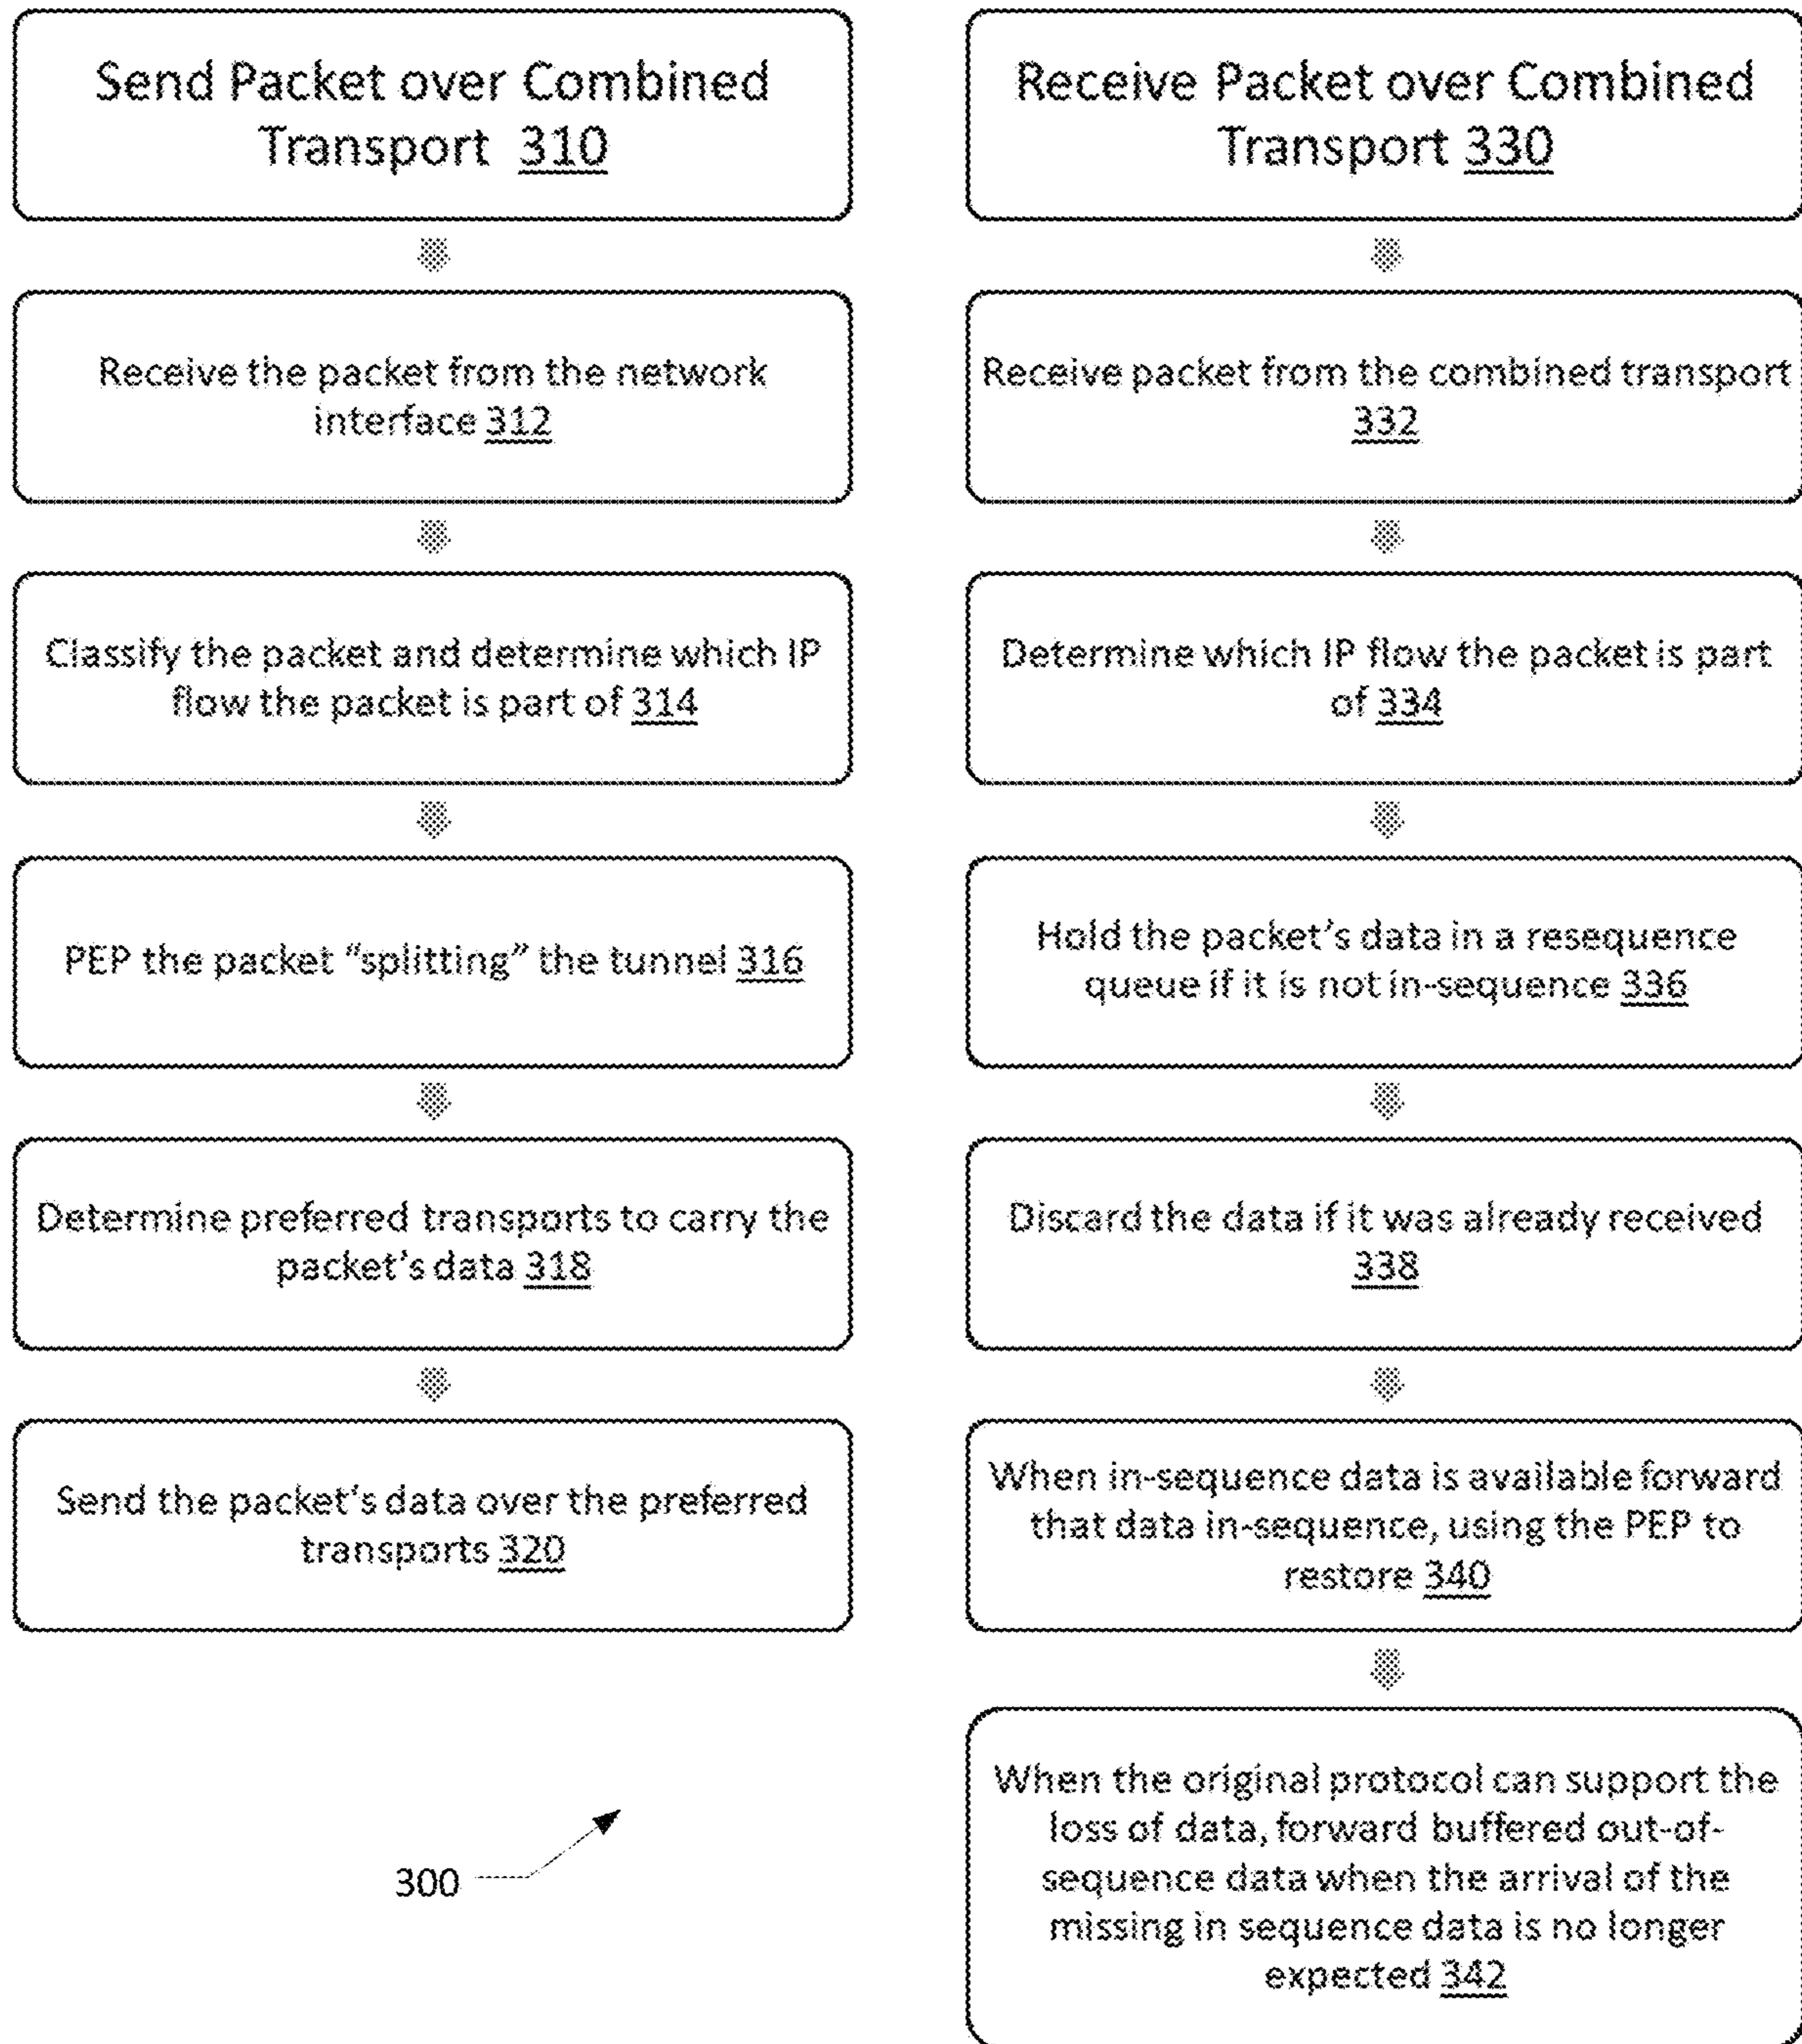 Send Packet over Combined
Transport 310
Receive the packet from the network
interface 312
Classify the packet and determine which IP
flow the packet is part of 314
PEP the packet “splitting” the tunnel 316
Determine preferred transports to carry the
packet’s data 318
Send the packet’s data over the preferred
transports 320
300
Receive Packet over Combined
Transport 330
Receive packet from the combined transport
332
Determine which IP flow the packet is part
of 334
Hold the packet’s data in a resequence
queue if it is not in-sequence 336
Discard the data if it was already received
338
When in-sequence data is available forward
that data in-sequence, using the PEP to
restore 340
When the original protocol can support the
loss of data, forward buffered out-of-
sequence data when the arrival of the
missing in sequence data is no longer
expected 342